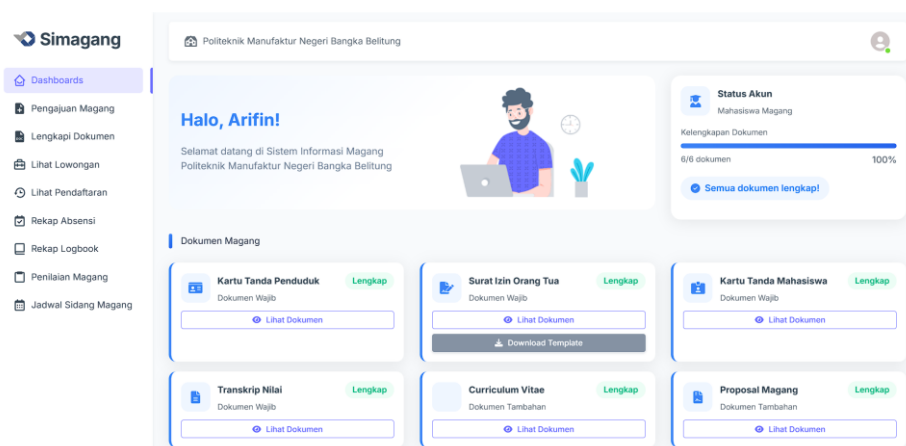 Simagang
Dashboards
Pengajuan Magang
Lengkapi Dokumen
Lihat Lowongan
Lihat Pendaftaran
Rekap Absensi
Rekap Logbook
Penilaian Magang
Jadwal Sidang Magang
Politeknik Manufaktur Negeri Bangka Belitung
Halo, Arifin!
Selamat datang di Sistem Informasi Magang
Politeknik Manufaktur Negeri Bangka Belitung
Status Akun
Mahasiswa Magang
Kelengkapan Dokumen
6/6 dokumen 100%
Semua dokumen lengkap!
Dokumen Magang
Kartu Tanda Penduduk Lengkap
Dokumen Wajib
Lihat Dokumen
Surat Izin Orang Tua Lengkap
Dokumen Wajib
Lihat Dokumen
Download Template
Kartu Tanda Mahasiswa Lengkap
Dokumen Wajib
Lihat Dokumen
Transkrip Nilai Lengkap
Dokumen Wajib
Lihat Dokumen
Curriculum Vitae Lengkap
Dokumen Tambahan
Lihat Dokumen
Proposal Magang Lengkap
Dokumen Tambahan
Lihat Dokumen